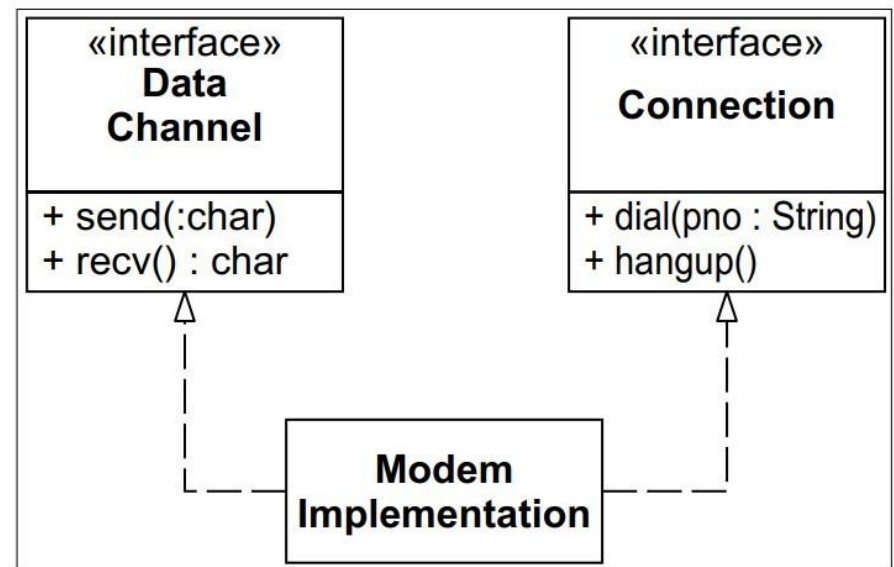 «interface»
Data
Channel
+ send(:char)
+ recv() : char
«interface»
Connection
+ dial(pno : String)
+ hangup()
Modem
Implementation